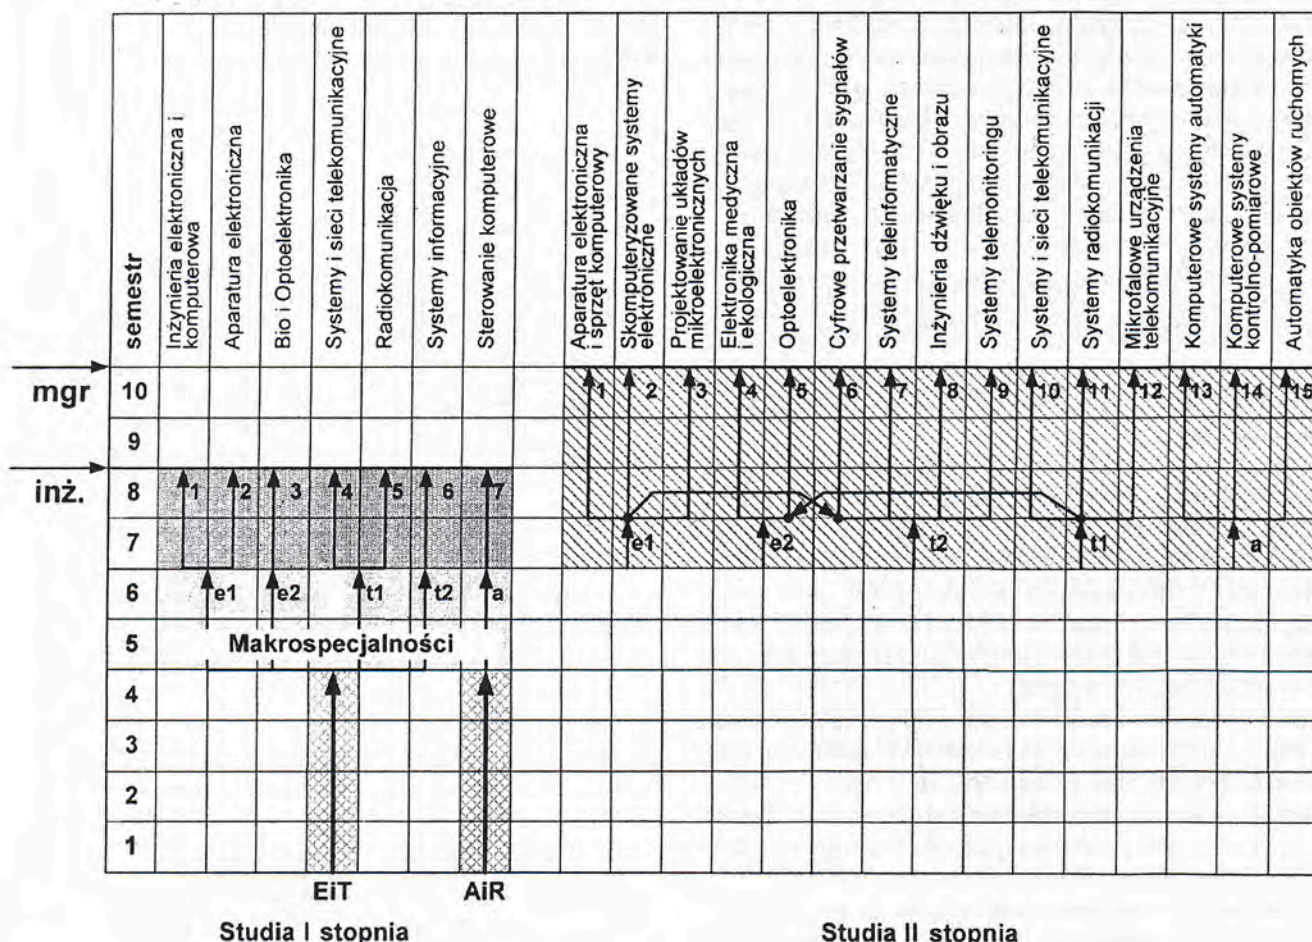 semestr
Inżynieria elektroniczna i
komputerowa
Aparatura elektroniczna
Bio i Optoelektronika
Systemy i sieci telekomunikacyjne
Radiokomunikacja
Systemy informacyjne
Sterowanie komputerowe
Aparatura elektroniczna
i sprzęt komputerowy
Skomputeryzowane systemy
elektroniczne
Projektowanie układów
mikroelektronicznych
Elektronika medyczna
i ekologiczna
Optoelektronika
Cyfrowe przetwarzanie sygnałów
Systemy teleinformatyczne
Inżynieria dźwięku i obrazu
Systemy telemonitoringu
Systemy i sieci telekomunikacyjne
Systemy radiokomunikacji
Mikrofalowe urządzenia
telekomunikacyjne
Komputerowe systemy automatyki
Komputerowe systemy
kontrolno-pomiarowe
Automatyka obiektów ruchomych
mgr 10 1 2 3 4 5 6 7 8 9 10 11 12 13 14 15
9
inż. 8 1 2 3 4 5 6 7
7 e1 e2 t2 t1 a
6 e1 e2 t1 t2 a
5 Makrospecjalności
4
3
2
1
EiT AiR
Studia I stopnia Studia II stopnia